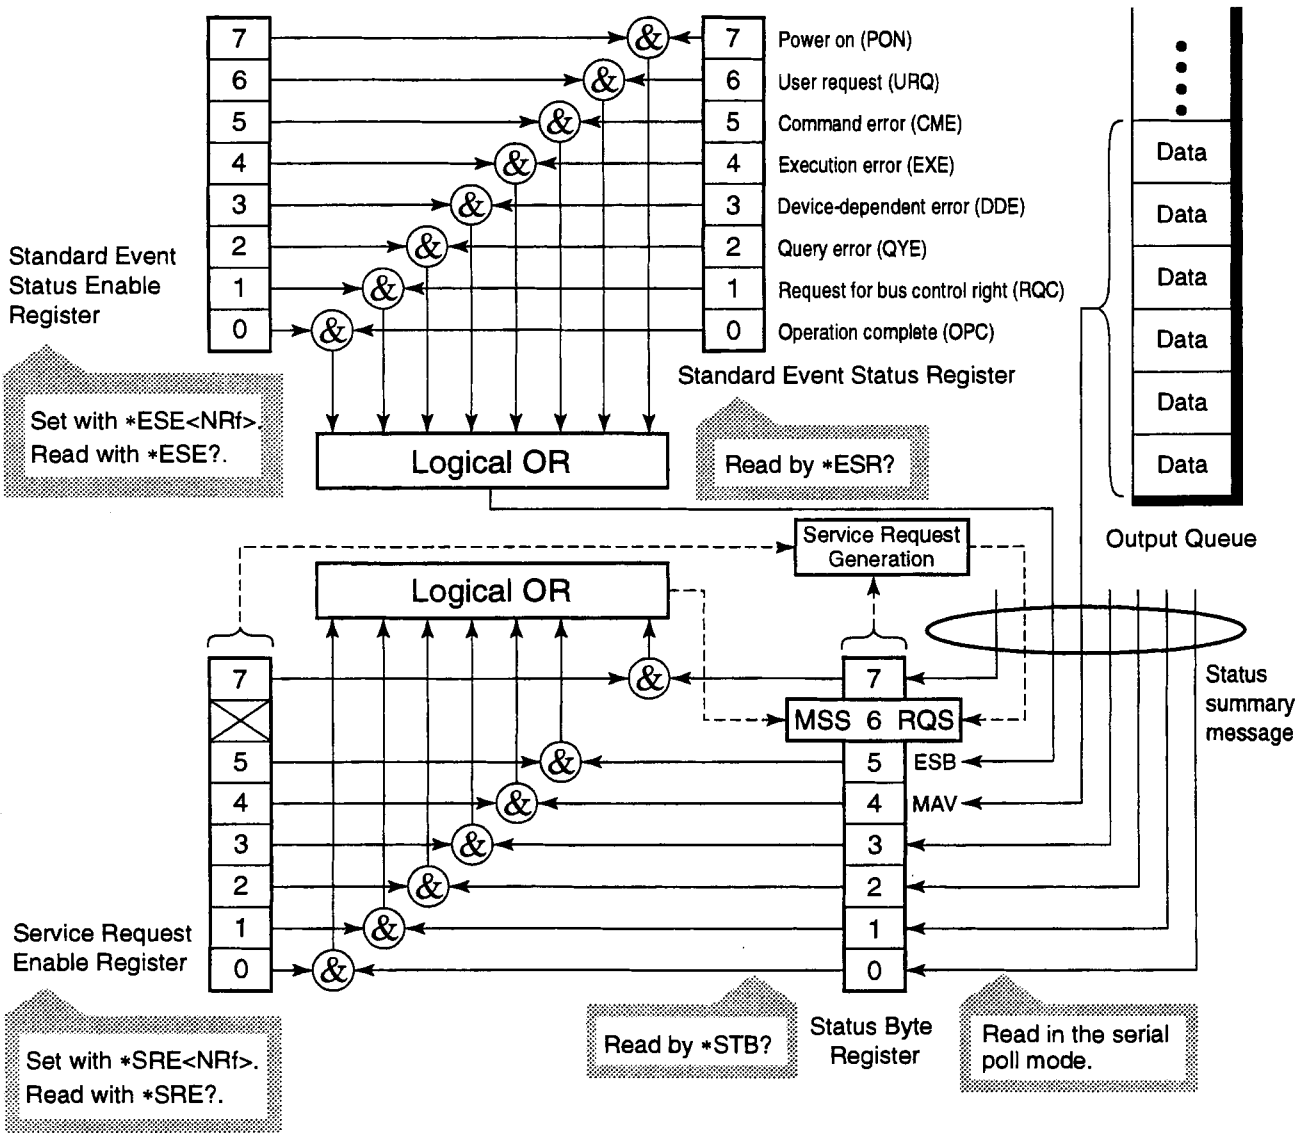 7 & 7 Power on (PON)
6 & 6 User request (URQ)
5 & 5 Command error (CME)
4 & 4 Execution error (EXE)
3 & 3 Device-dependent error (DDE)
2 & 2 Query error (QYE)
1 & 1 Request for bus control right (RQC)
0 & 0 Operation complete (OPC)
Standard Event
Status Enable
Register
Set with *ESE<NRf>.
Read with *ESE?.
Logical OR
Standard Event Status Register
Read by *ESR?
Data
Data
Data
Data
Data
Data
Output Queue
Service Request
Generation
Logical OR
Status
summary
message
7 & 7
MSS 6 RQS
5 & 5 ESB
4 & 4 MAV
3 & 3
2 & 2
1 & 1
0 & 0
Service Request
Enable Register
Set with *SRE<NRf>.
Read with *SRE?.
Read by *STB?
Status Byte
Register
Read in the serial
poll mode.